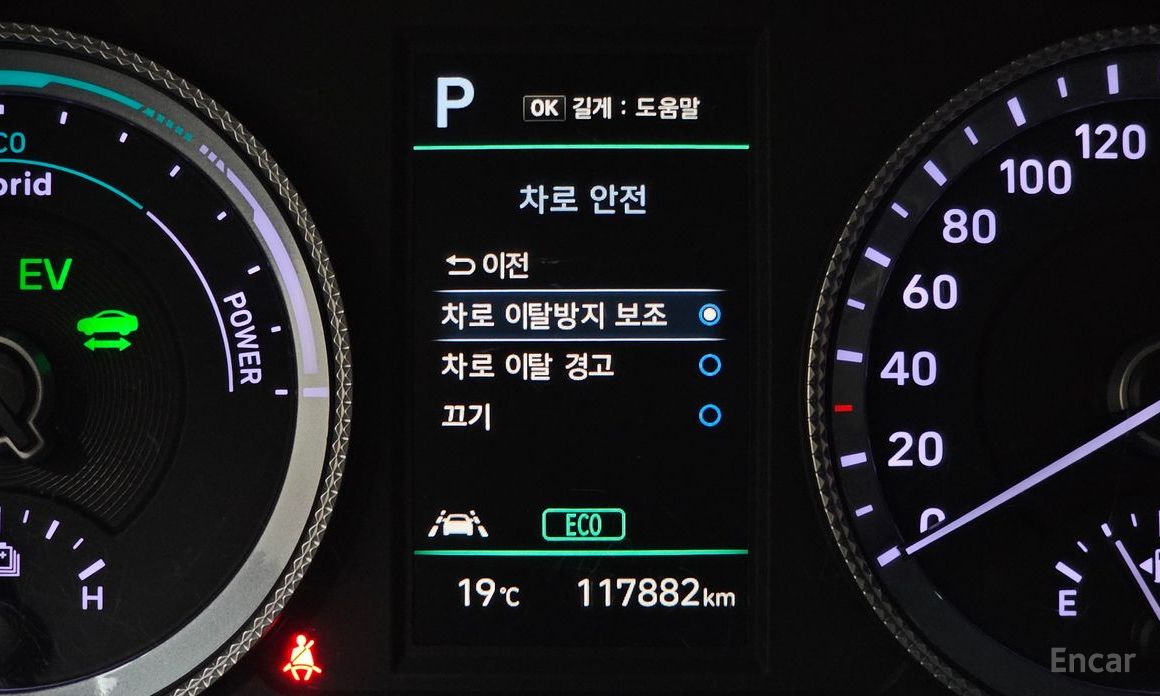 P
OK 길게 : 도움말
차로 안전
이전
차로 이탈방지 보조
차로 이탈 경고
끄기
ECO
19℃ 117882km
EV
POWER
H
120
100
80
60
40
20
0
E
Encar